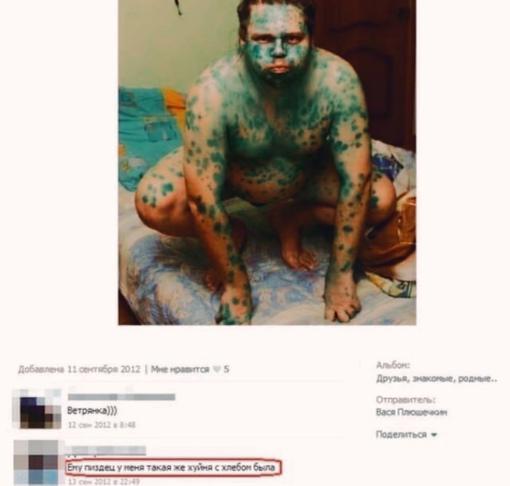 Добавлена 11 сентября 2012 | Мне нравится 5
Ветрянка)))
12 сен 2012 в 8:48
Ему пиздец у меня такая же хуйня с хлебом была
13 сен 2012 в 22:49
Альбом:
Друзья, знакомые, родные..
Отправитель:
Вася Плюшечкин
Поделиться